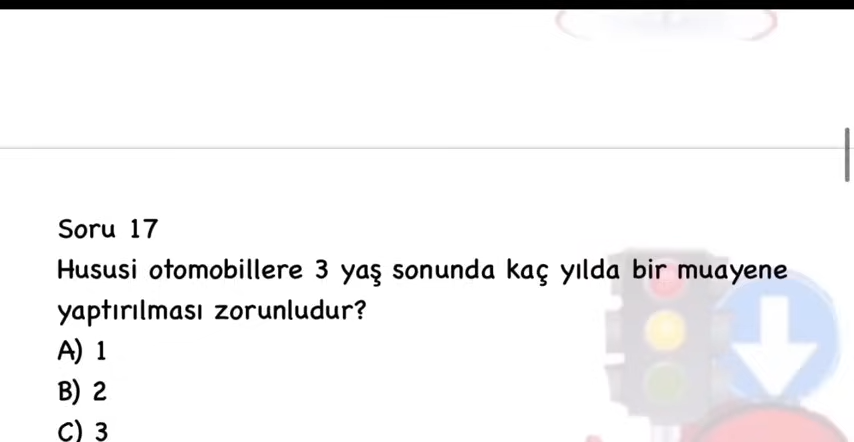 Soru 17
Hususi otomobillere 3 yaş sonunda kaç yılda bir muayene
yaptırılması zorunludur?
A) 1
B) 2
C) 3